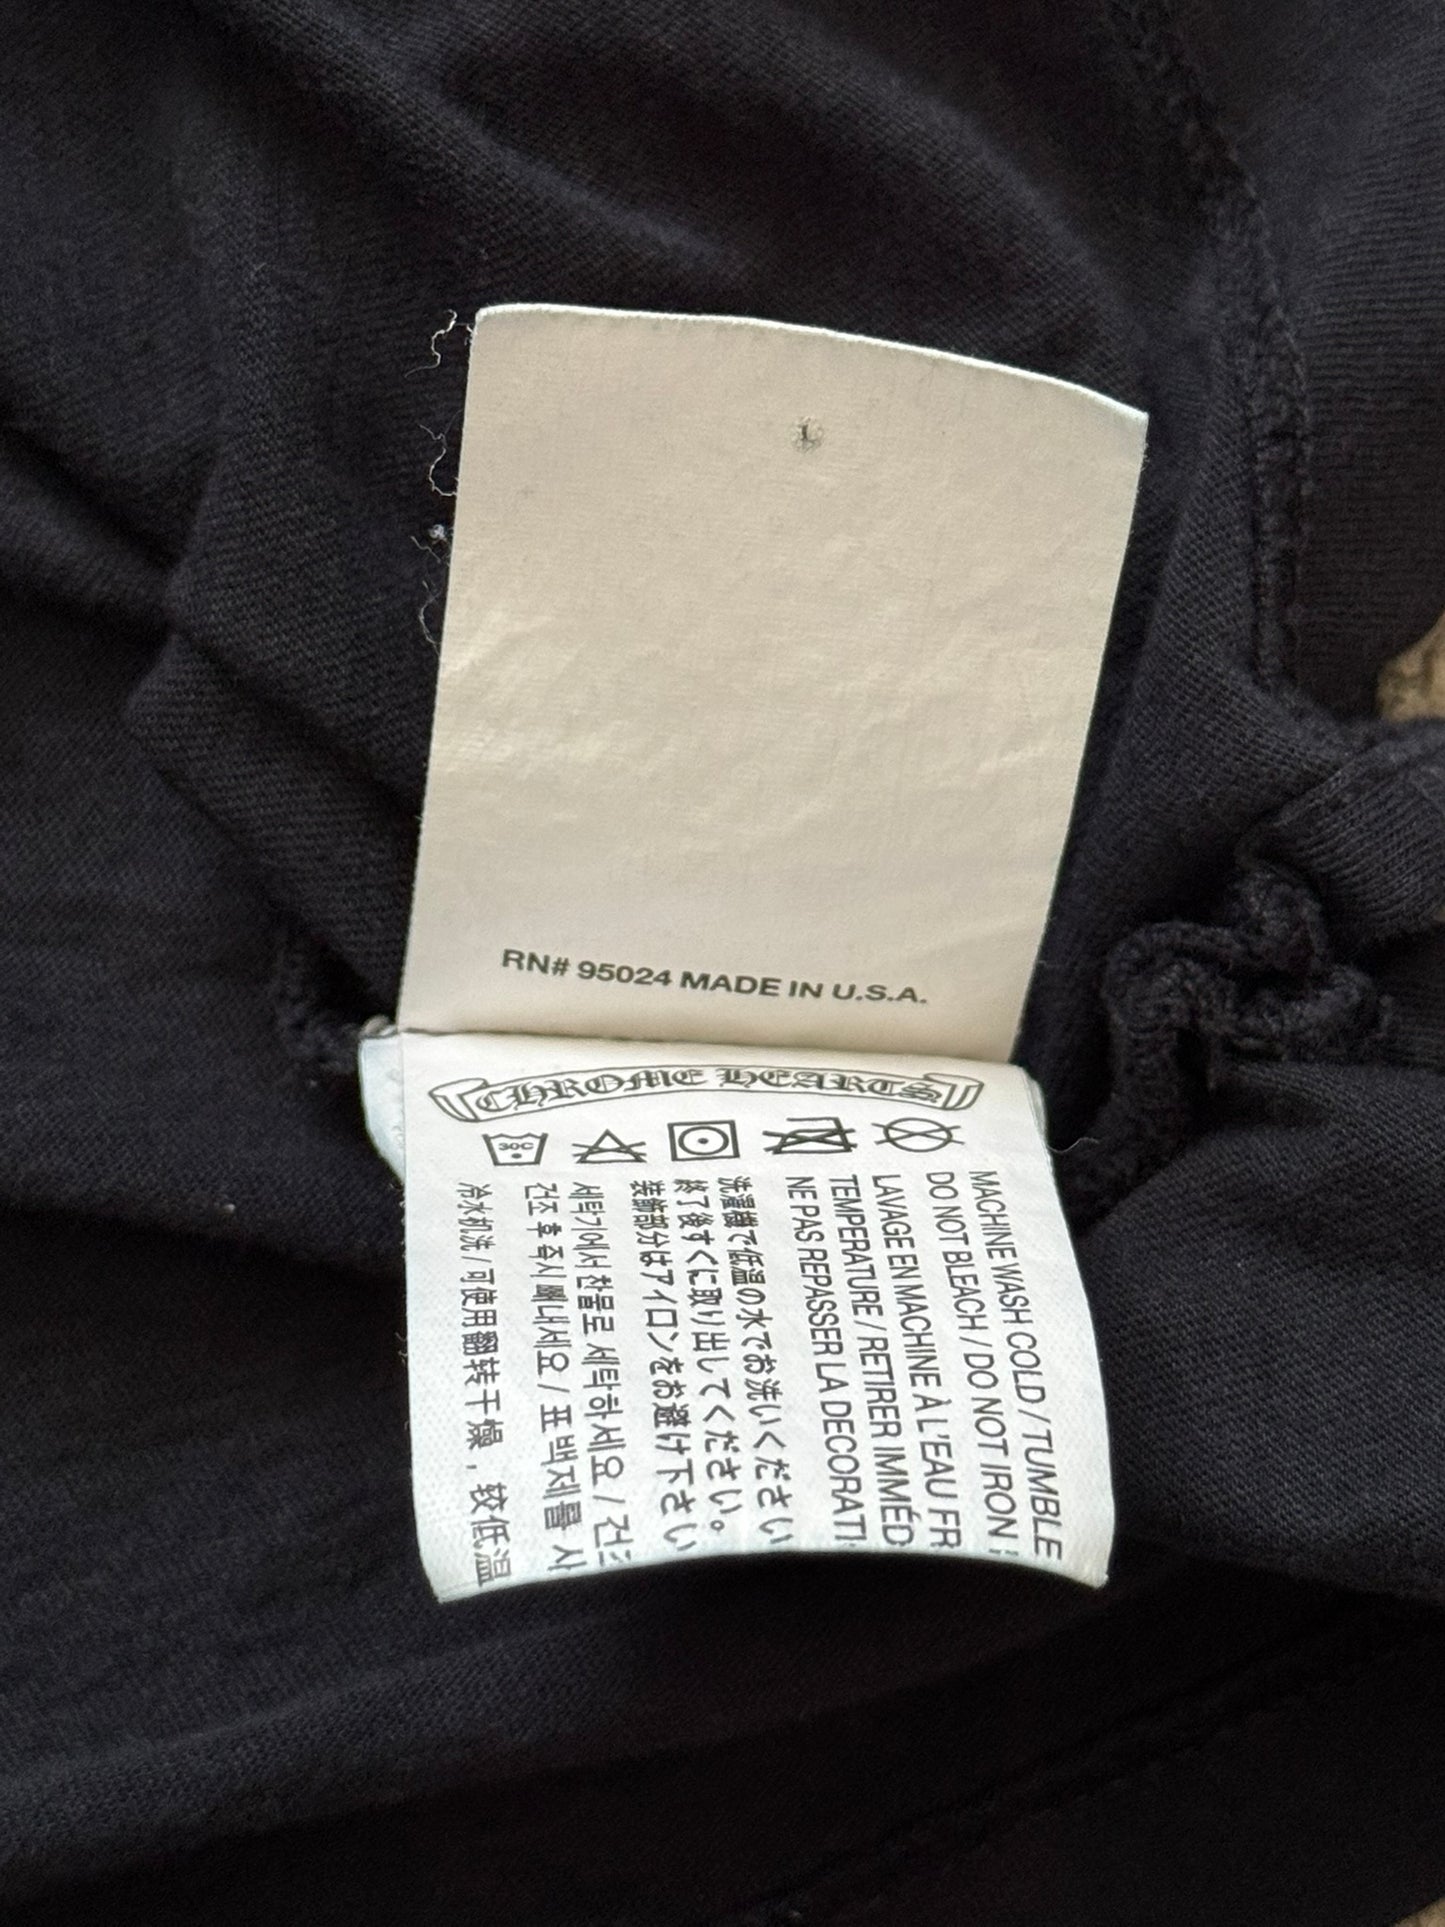 L
RN# 95024 MADE IN U.S.A.
CHROME HEARTS
30C
MACHINE WASH COLD / TUMBLE
DO NOT BLEACH / DO NOT IRON
LAVAGE EN MACHINE À L'EAU FR
TEMPERATURE / RETIRER IMMÉD
NE PAS REPASSER LA DECORATI
洗濯機で低温の水でお洗いください
終了後すぐに取り出してください。
装飾部分はアイロンをお避け下さい
세탁기에서 찬물로 세탁하세요 / 건
건조 후 즉시 빼내세요 / 표백제를 사
冷水机洗 / 可使用翻转干燥，较低温